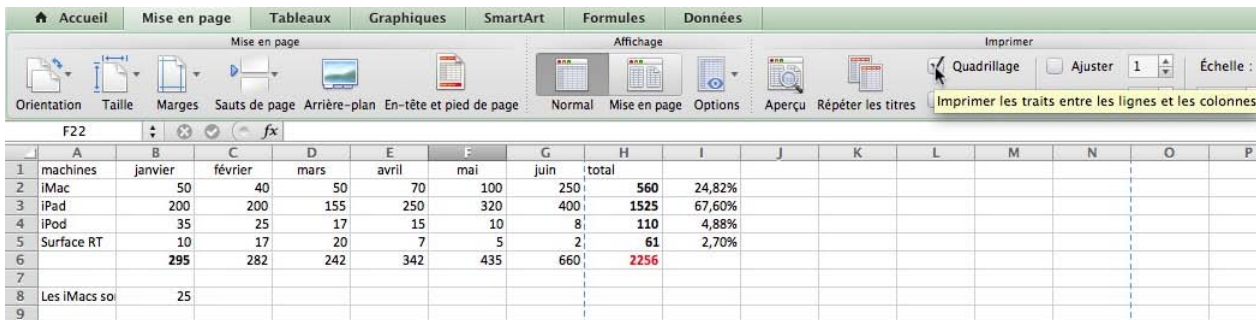 Accueil Mise en page Tableaux Graphiques SmartArt Formules Données
Mise en page Affichage Imprimer
Quadrillage Ajuster 1 Échelle :
Orientation Taille Marges Sauts de page Arrière-plan En-tête et pied de page Normal Mise en page Options Aperçu Répéter les titres
Imprimer les traits entre les lignes et les colonnes
F22 fx
A B C D E F G H I J K L M N O P
1 machines janvier février mars avril mai juin total
2 iMac 50 40 50 70 100 250 560 24,82%
3 iPad 200 200 155 250 320 400 1525 67,60%
4 iPod 35 25 17 15 10 8 110 4,88%
5 Surface RT 10 17 20 7 5 2 61 2,70%
6 295 282 242 342 435 660 2256
7
8 Les iMacs so 25
9